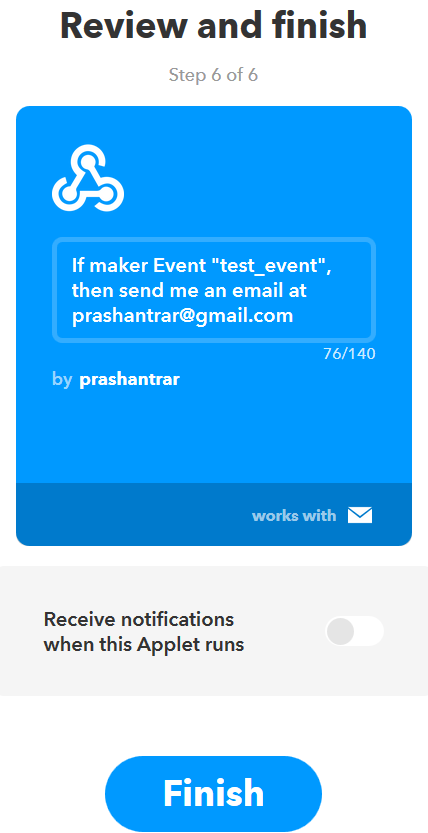 Review and finish
Step 6 of 6
If maker Event "test_event",
then send me an email at
prashantrar@gmail.com
76/140
by prashantrar
works with
Receive notifications
when this Applet runs
Finish